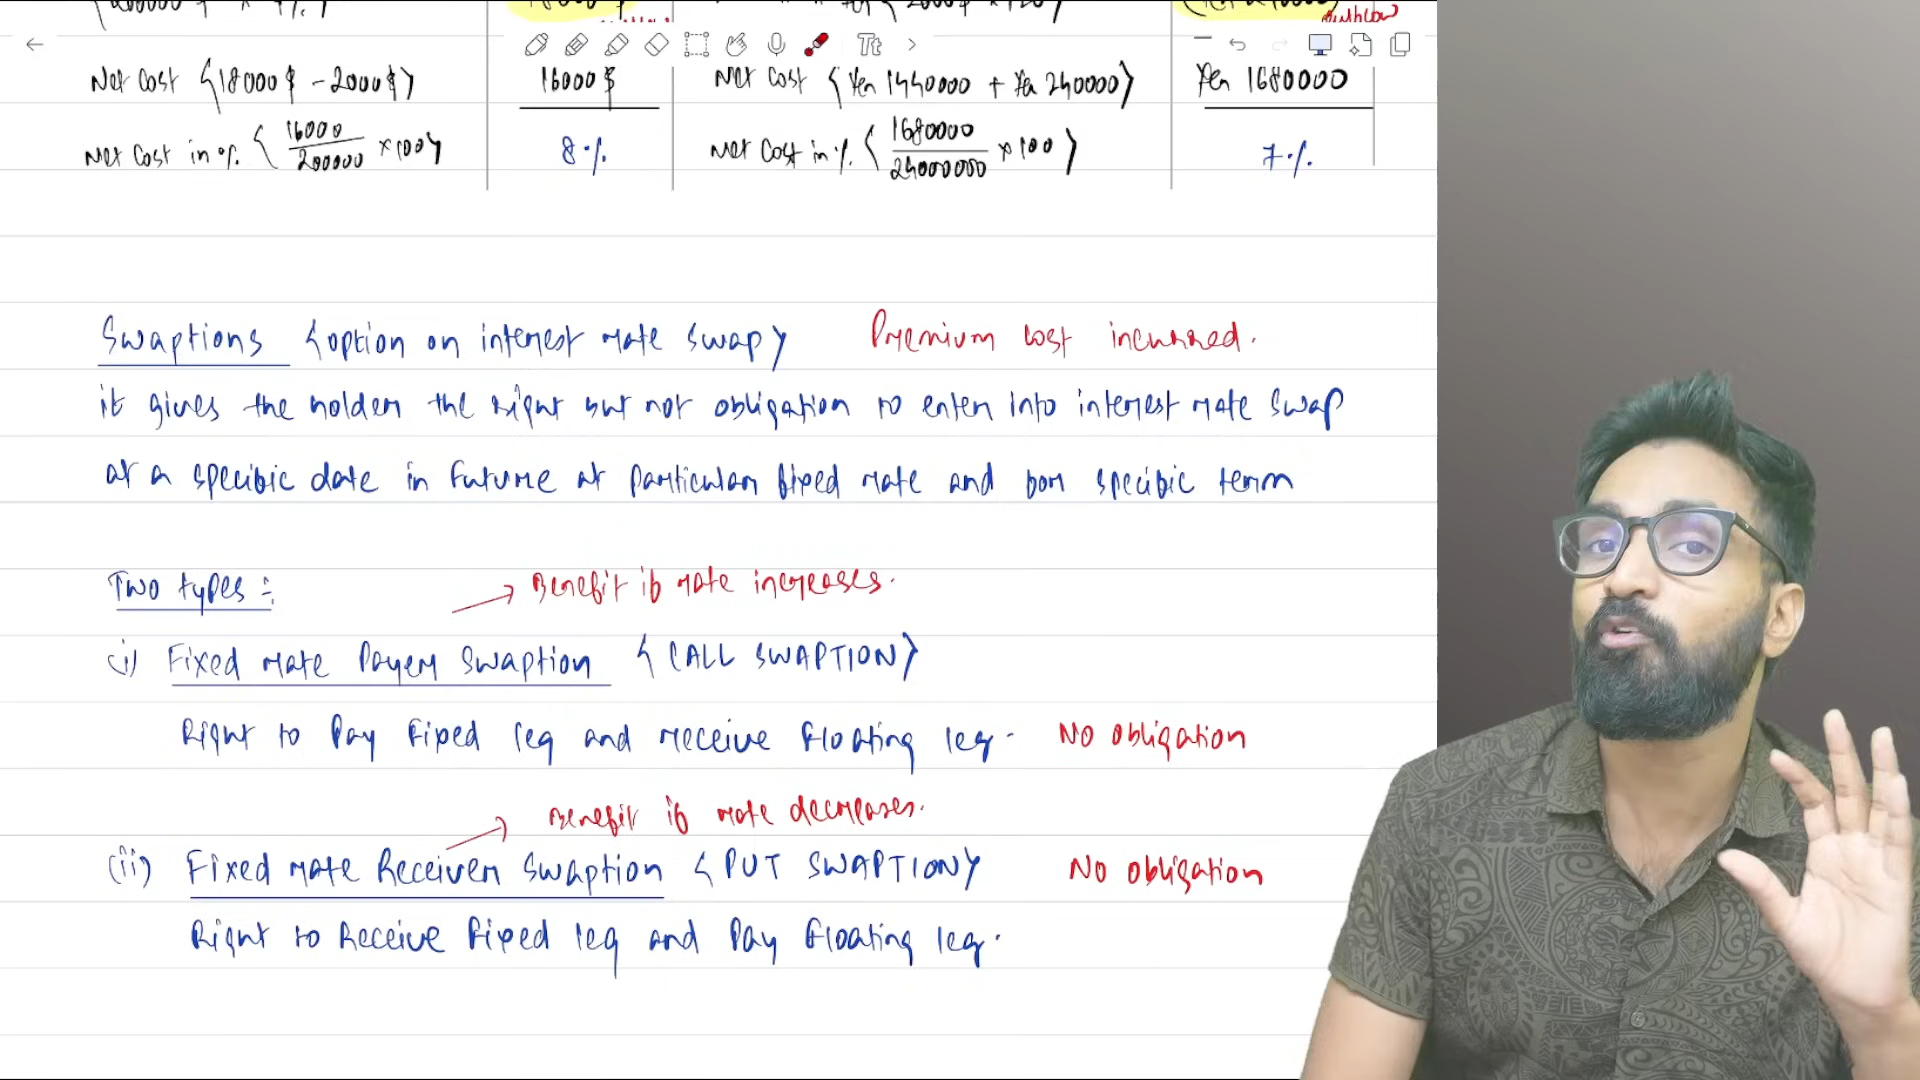 Tt
Net Cost {18000$ - 2000$} 16000$ Net Cost {Yen 1440000 + Yen 240000} Yen 1680000
Net Cost in %. {16000/200000 ×100} 8%. Net Cost in %. {1680000/24000000 ×100} 7%.
Swaptions {option on interest rate swap} Premium cost incurred.
it gives the holder the right but not obligation to enter into interest rate swap
at a specific date in future at particular fixed rate and for specific term
Two types :-
→ Benefit if rate increases.
(i) Fixed rate Payer Swaption {CALL SWAPTION}
Right to Pay Fixed leg and receive Floating leg. No obligation
→ Benefit if rate decreases.
(ii) Fixed rate Receiver Swaption {PUT SWAPTION} No obligation
Right to Receive Fixed leg and Pay Floating leg.